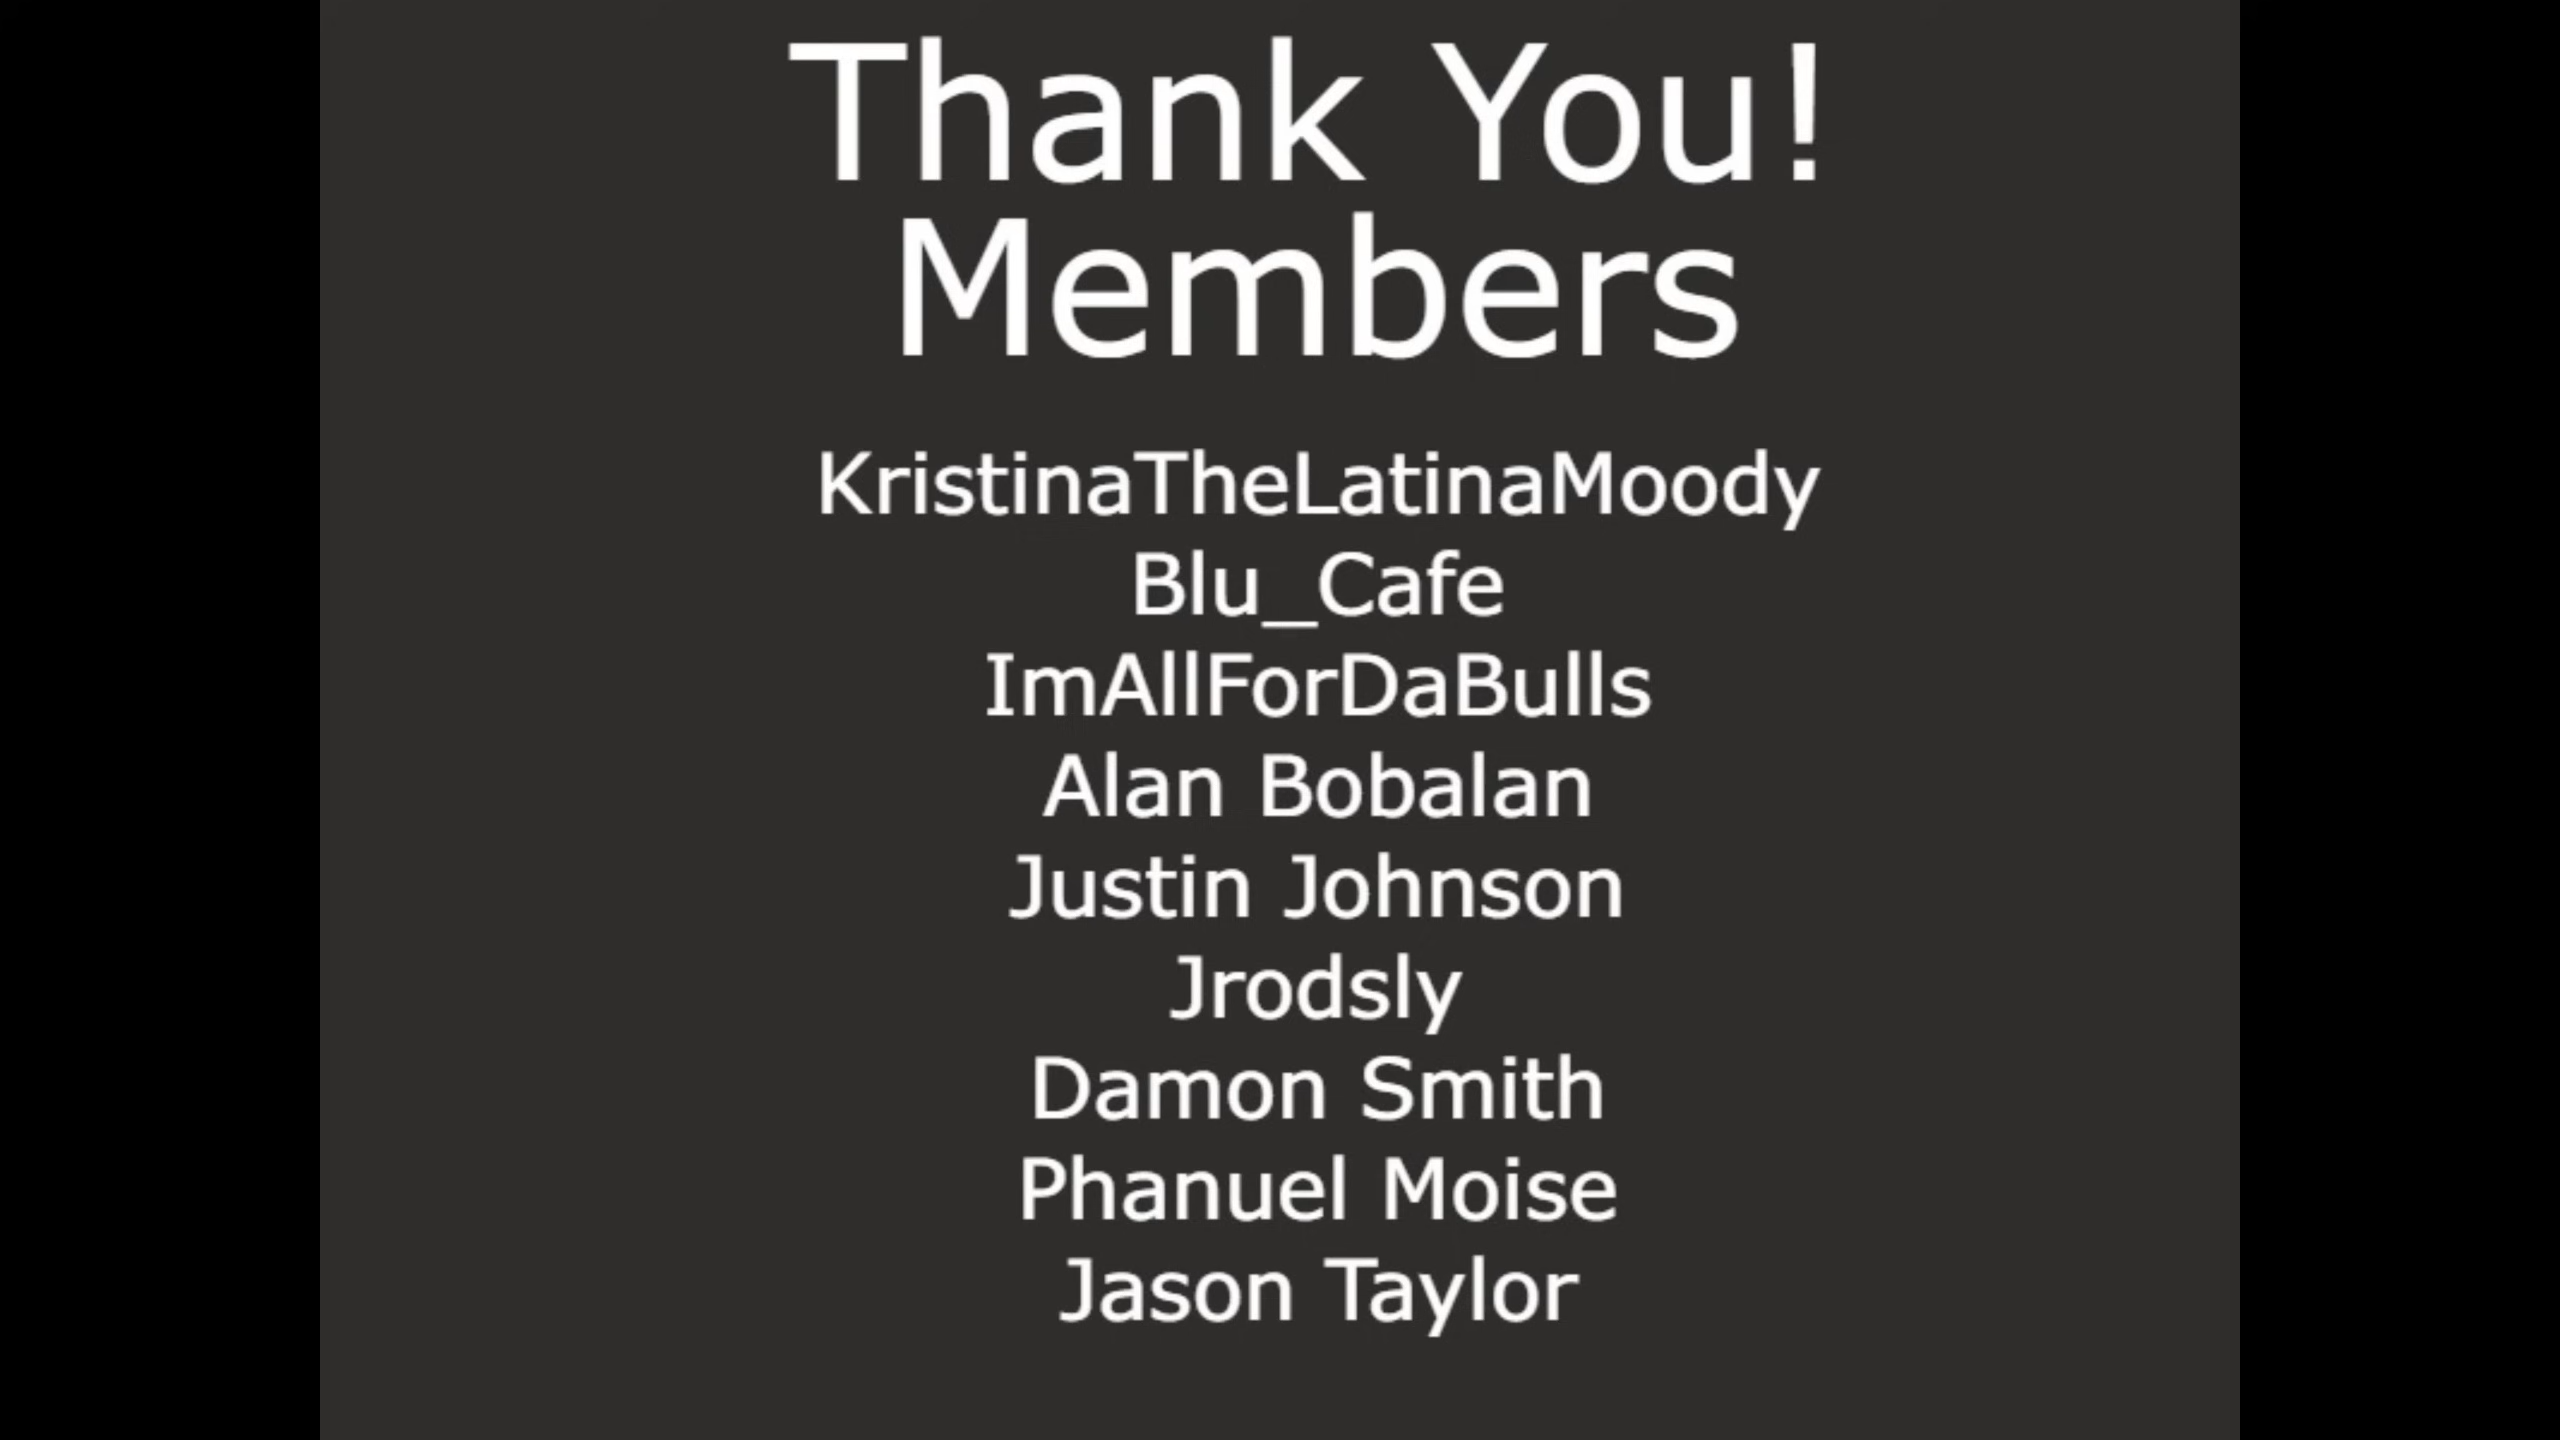 Thank You!
Members
KristinaTheLatinaMoody
Blu_Cafe
ImAllForDaBulls
Alan Bobalan
Justin Johnson
Jrodsly
Damon Smith
Phanuel Moise
Jason Taylor